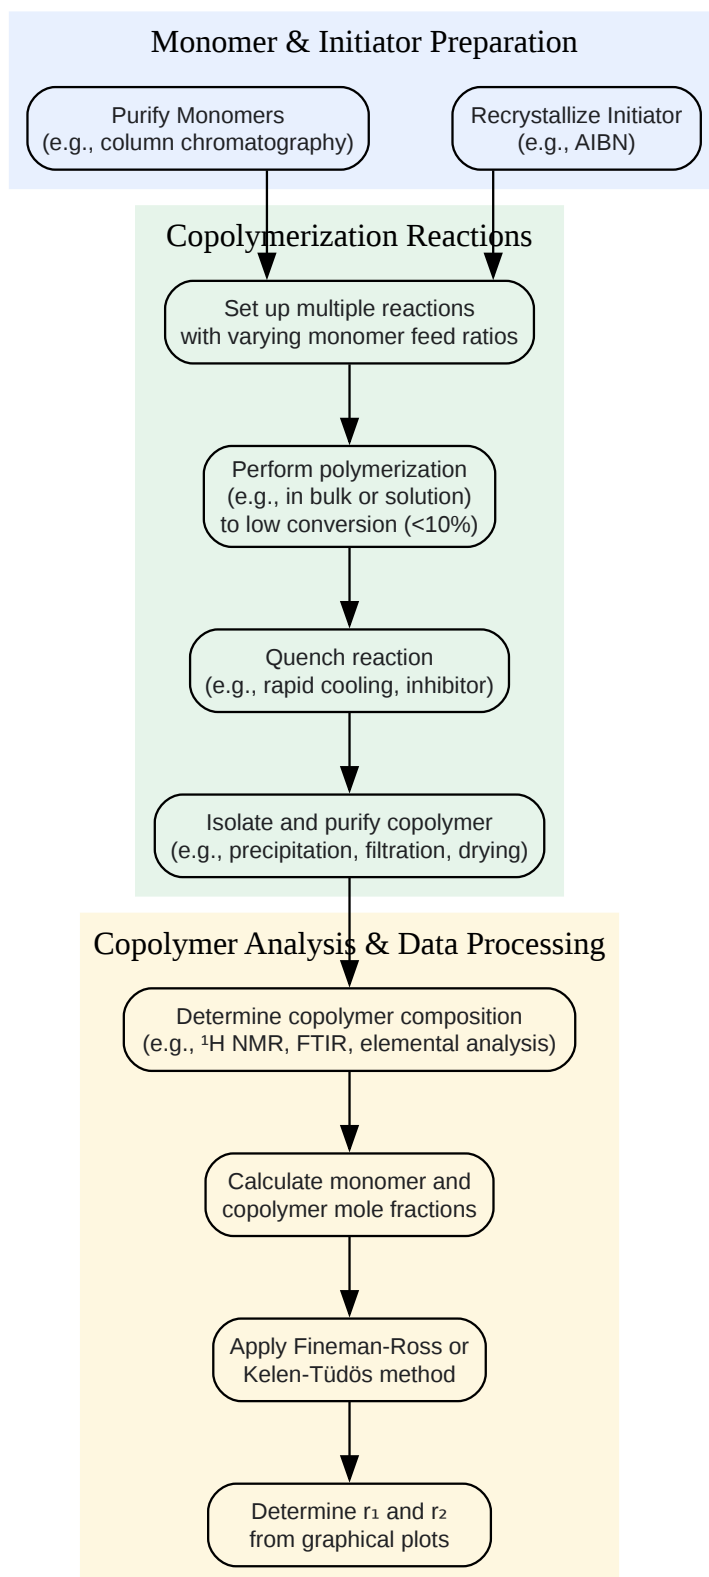 Monomer & Initiator Preparation
Purify Monomers
(e.g., column chromatography)
Recrystallize Initiator
(e.g., AIBN)
Copolymerization Reactions
Set up multiple reactions
with varying monomer feed ratios
Perform polymerization
(e.g., in bulk or solution)
to low conversion (<10%)
Quench reaction
(e.g., rapid cooling, inhibitor)
Isolate and purify copolymer
(e.g., precipitation, filtration, drying)
Copolymer Analysis & Data Processing
Determine copolymer composition
(e.g., ¹H NMR, FTIR, elemental analysis)
Calculate monomer and
copolymer mole fractions
Apply Fineman-Ross or
Kelen-Tüdös method
Determine r₁ and r₂
from graphical plots